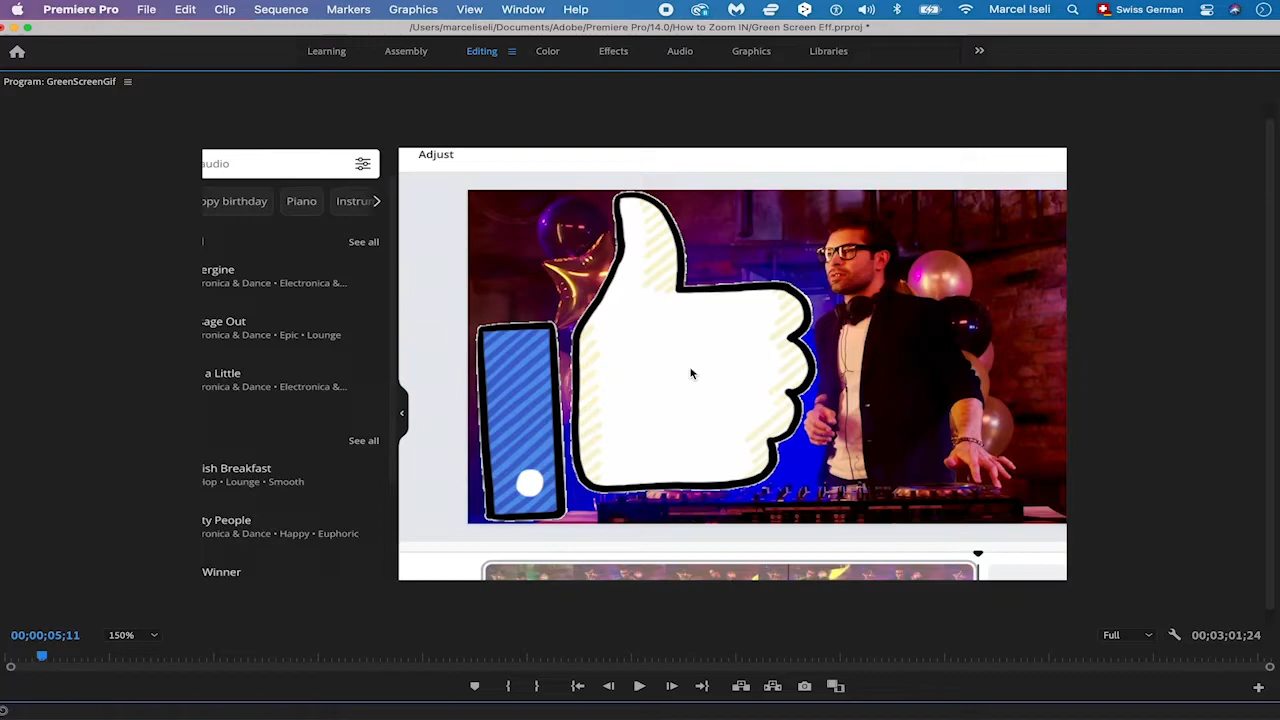 Premiere Pro File Edit Clip Sequence Markers Graphics View Window Help Marcel Iseli Swiss German
/Users/marceliseli/Documents/Adobe/Premiere Pro/14.0/How to Zoom IN/Green Screen Eff.prproj *
Learning Assembly Editing Color Effects Audio Graphics Libraries
Program: GreenScreenGif
Adjust
audio
ppy birthday Piano Instru
See all
ergine
ronica & Dance • Electronica &...
sage Out
ronica & Dance • Epic • Lounge
a Little
ronica & Dance • Electronica &...
See all
ish Breakfast
Hop • Lounge • Smooth
ty People
ronica & Dance • Happy • Euphoric
Winner
00;00;05;11 150% Full 00;03;01;24